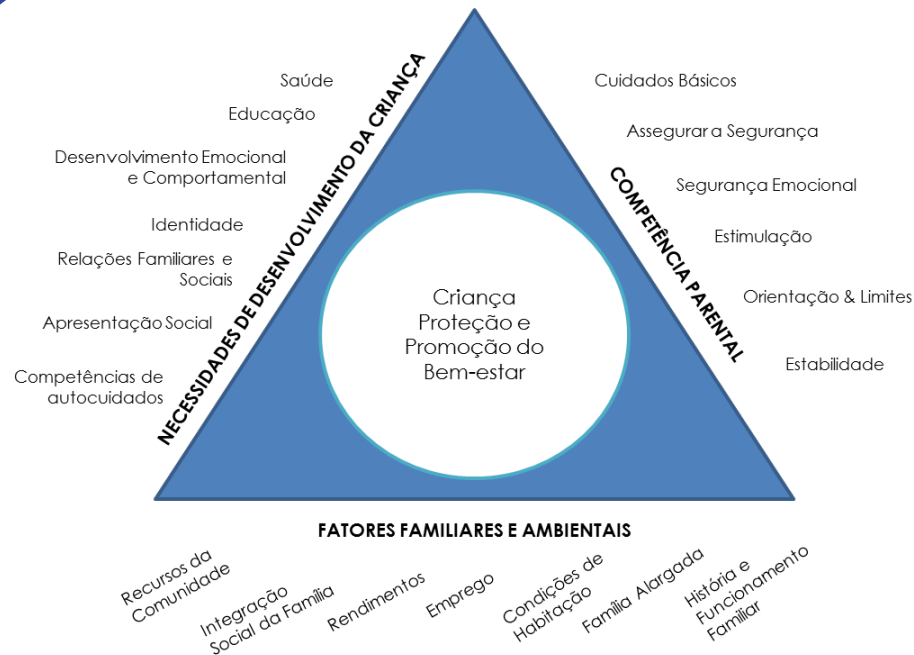 Saúde
Educação
Desenvolvimento Emocional
e Comportamental
Identidade
Relações Familiares e
Sociais
Apresentação Social
Competências de
autocuidados
NECESSIDADES DE DESENVOLVIMENTO DA CRIANÇA
Criança
Proteção e
Promoção do
Bem-estar
COMPETÊNCIA PARENTAL
Cuidados Básicos
Assegurar a Segurança
Segurança Emocional
Estimulação
Orientação & Limites
Estabilidade
FATORES FAMILIARES E AMBIENTAIS
Recursos da
Comunidade
Integração
Social da Família
Rendimentos
Emprego
Condições de
Habitação
Família Alargada
História e
Funcionamento
Familiar